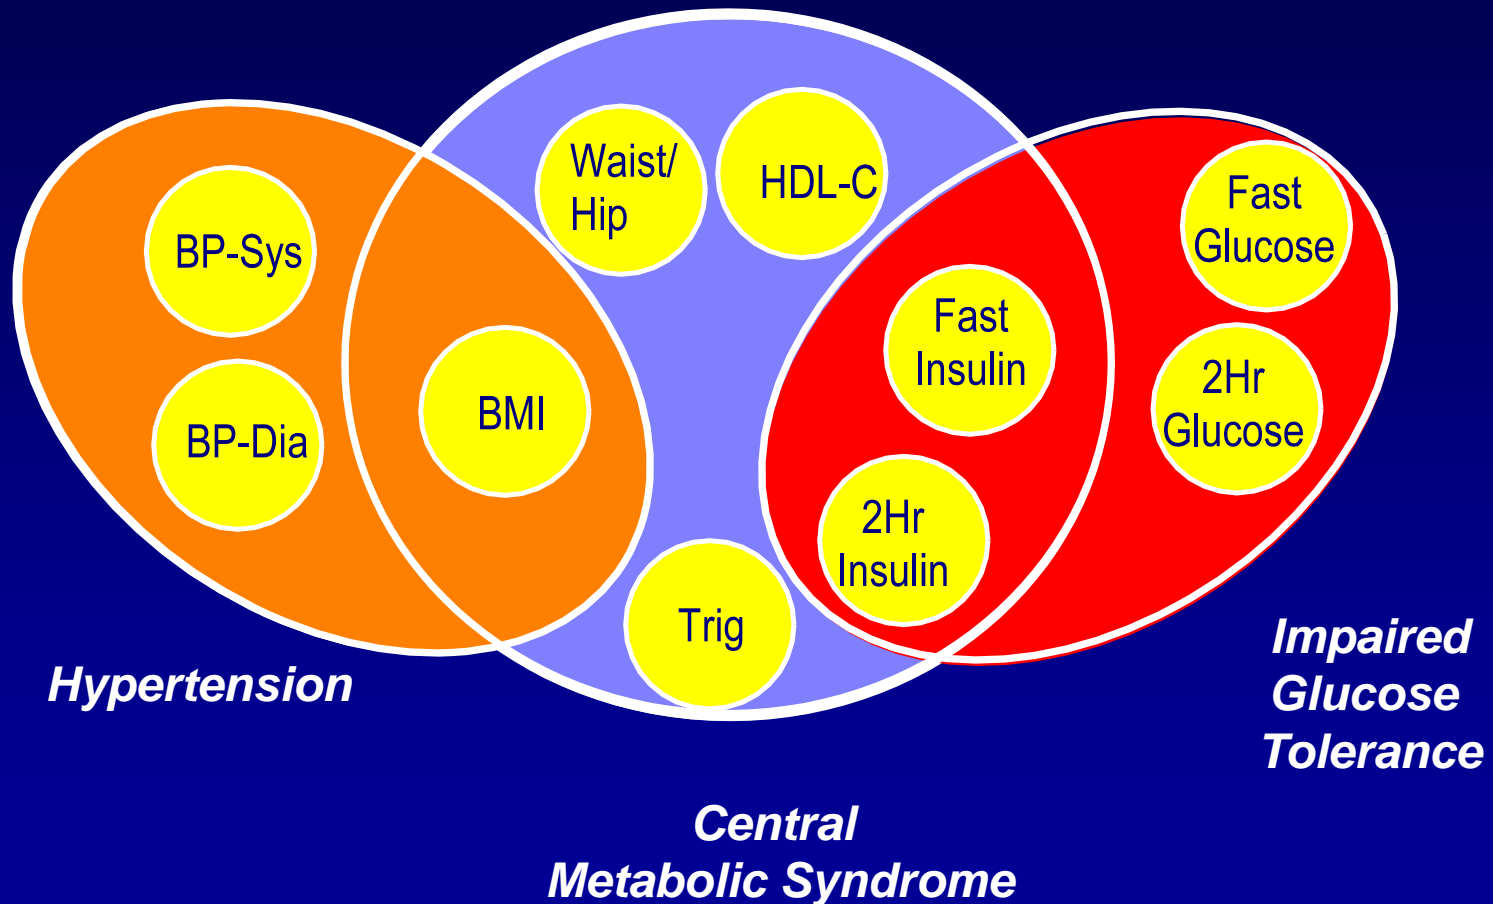 Waist/
Hip
HDL-C
Fast
Glucose
BP-Sys
Fast
Insulin
2Hr
Glucose
BMI
BP-Dia
2Hr
Insulin
Trig
Hypertension
Impaired
Glucose
Tolerance
Central
Metabolic Syndrome